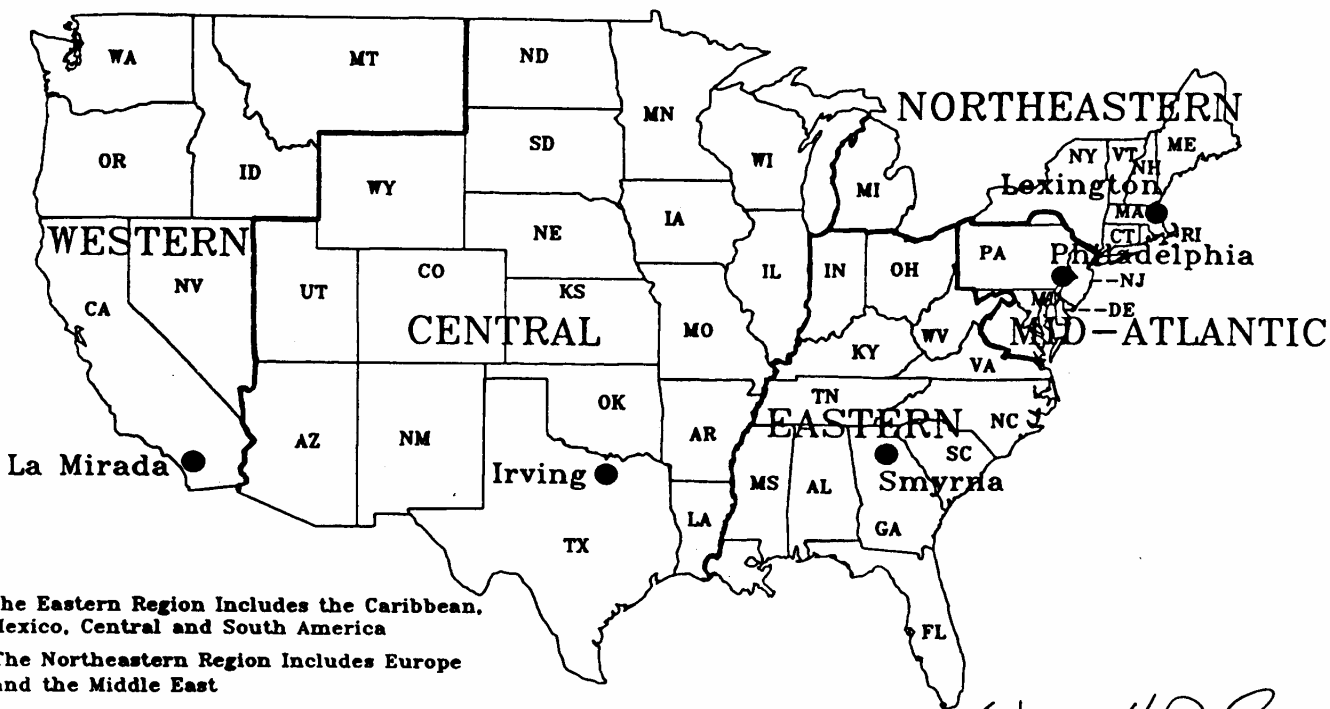 WA
MT
ND
MN
NORTHEASTERN
OR
ID
SD
WI
NY
VT
NH
ME
WY
MI
Lexington
IA
MA
WESTERN
NE
CT
RI
CO
IL
IN
OH
PA
Philadelphia
NV
UT
KS
NJ
CA
DE
CENTRAL
MO
WV
MID-ATLANTIC
KY
VA
TN
OK
EASTERN
NC
AZ
NM
AR
SC
La Mirada
Irving
MS
AL
Smyrna
LA
GA
TX
he Eastern Region Includes the Caribbean,
exico, Central and South America
FL
The Northeastern Region Includes Europe
nd the Middle East